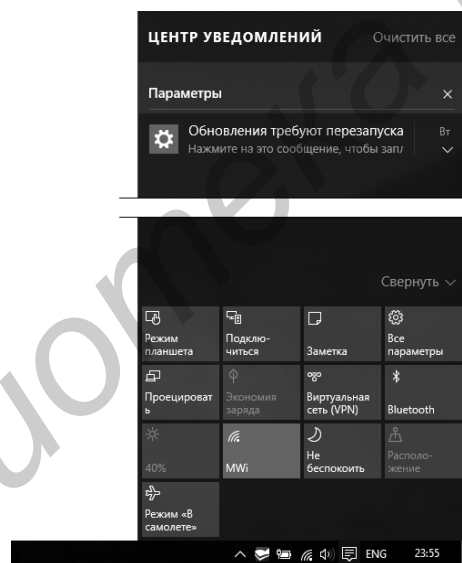 ЦЕНТР УВЕДОМЛЕНИЙ Очистить все
Параметры
Обновления требуют перезапуска Вт
Нажмите на это сообщение, чтобы запл
Свернуть
Режим
планшета
Подклю-
читься
Заметка
Все
параметры
Проецироват
ь
Экономия
заряда
Виртуальная
сеть (VPN)
Bluetooth
40%
MWi
Не
беспокоить
Располо-
жение
Режим «В
самолете»
ENG 23:55